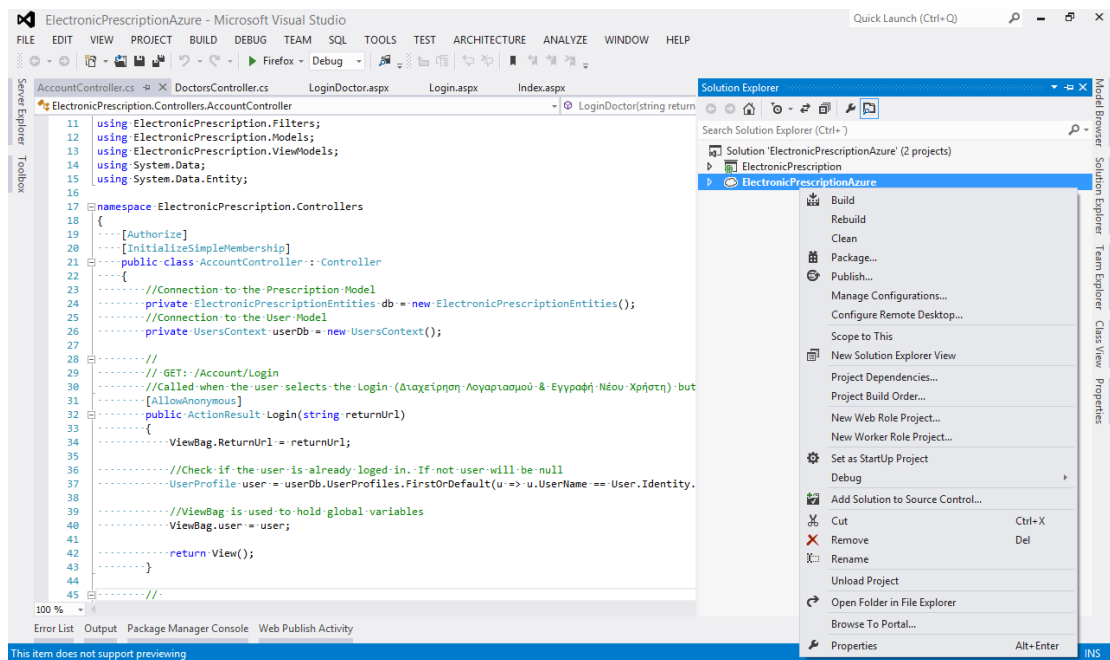 ElectronicPrescriptionAzure - Microsoft Visual Studio
Quick Launch (Ctrl+Q)
FILE EDIT VIEW PROJECT BUILD DEBUG TEAM SQL TOOLS TEST ARCHITECTURE ANALYZE WINDOW HELP
Firefox Debug
Server Explorer
Toolbox
AccountController.cs DoctorsController.cs LoginDoctor.aspx Login.aspx Index.aspx
ElectronicPrescription.Controllers.AccountController LoginDoctor(string return
11 using ElectronicPrescription.Filters;
12 using ElectronicPrescription.Models;
13 using ElectronicPrescription.ViewModels;
14 using System.Data;
15 using System.Data.Entity;
16
17 namespace ElectronicPrescription.Controllers
18 {
19 [Authorize]
20 [InitializeSimpleMembership]
21 public class AccountController : Controller
22 {
23 //Connection to the Prescription Model
24 private ElectronicPrescriptionEntities db = new ElectronicPrescriptionEntities();
25 //Connection to the User Model
26 private UsersContext userDb = new UsersContext();
27
28 //
29 // GET: /Account/Login
30 //Called when the user selects the Login (Διαχείρηση Λογαριασμού & Εγγραφή Νέου Χρήστη) but
31 [AllowAnonymous]
32 public ActionResult Login(string returnUrl)
33 {
34 ViewBag.ReturnUrl = returnUrl;
35
36 //Check if the user is already loged in. If not user will be null
37 UserProfile user = userDb.UserProfiles.FirstOrDefault(u => u.UserName == User.Identity.
38
39 //ViewBag is used to hold global variables
40 ViewBag.user = user;
41
42 return View();
43 }
44
45 //
100 %
Error List Output Package Manager Console Web Publish Activity
This item does not support previewing
INS
Solution Explorer
Search Solution Explorer (Ctrl+`)
Solution 'ElectronicPrescriptionAzure' (2 projects)
ElectronicPrescription
ElectronicPrescriptionAzure
Build
Rebuild
Clean
Package...
Publish...
Manage Configurations...
Configure Remote Desktop...
Scope to This
New Solution Explorer View
Project Dependencies...
Project Build Order...
New Web Role Project...
New Worker Role Project...
Set as StartUp Project
Debug
Add Solution to Source Control...
Cut Ctrl+X
Remove Del
Rename
Unload Project
Open Folder in File Explorer
Browse To Portal...
Properties Alt+Enter
Model Browser
Solution Explorer
Team Explorer
Class View
Properties